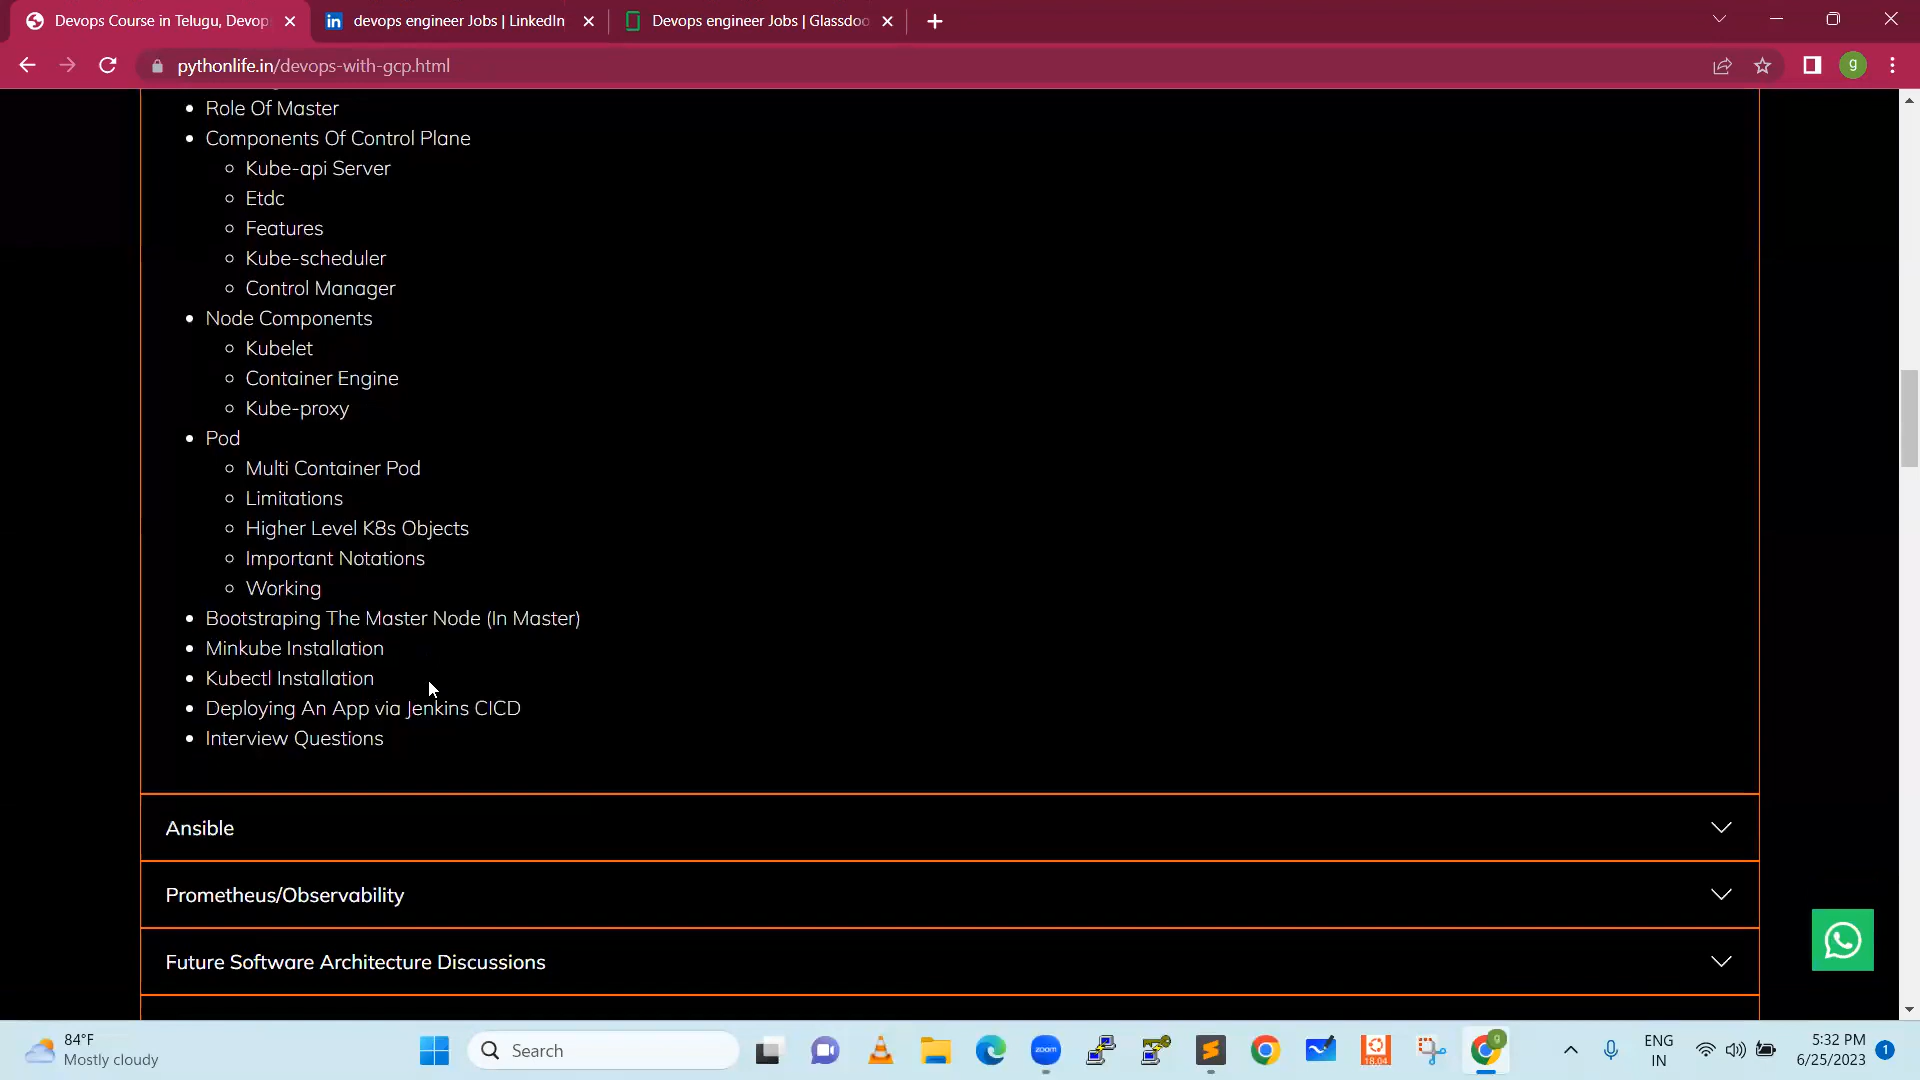 Devops Course in Telugu, Devop
devops engineer Jobs | LinkedIn
Devops engineer Jobs | Glassdoo
pythonlife.in/devops-with-gcp.html
g
Role Of Master
Components Of Control Plane
Kube-api Server
Etdc
Features
Kube-scheduler
Control Manager
Node Components
Kubelet
Container Engine
Kube-proxy
Pod
Multi Container Pod
Limitations
Higher Level K8s Objects
Important Notations
Working
Bootstraping The Master Node (In Master)
Minkube Installation
Kubectl Installation
Deploying An App via Jenkins CICD
Interview Questions
Ansible
Prometheus/Observability
Future Software Architecture Discussions
84°F
Mostly cloudy
Search
zoom
18.04
g
ENG
IN
5:32 PM
6/25/2023
1